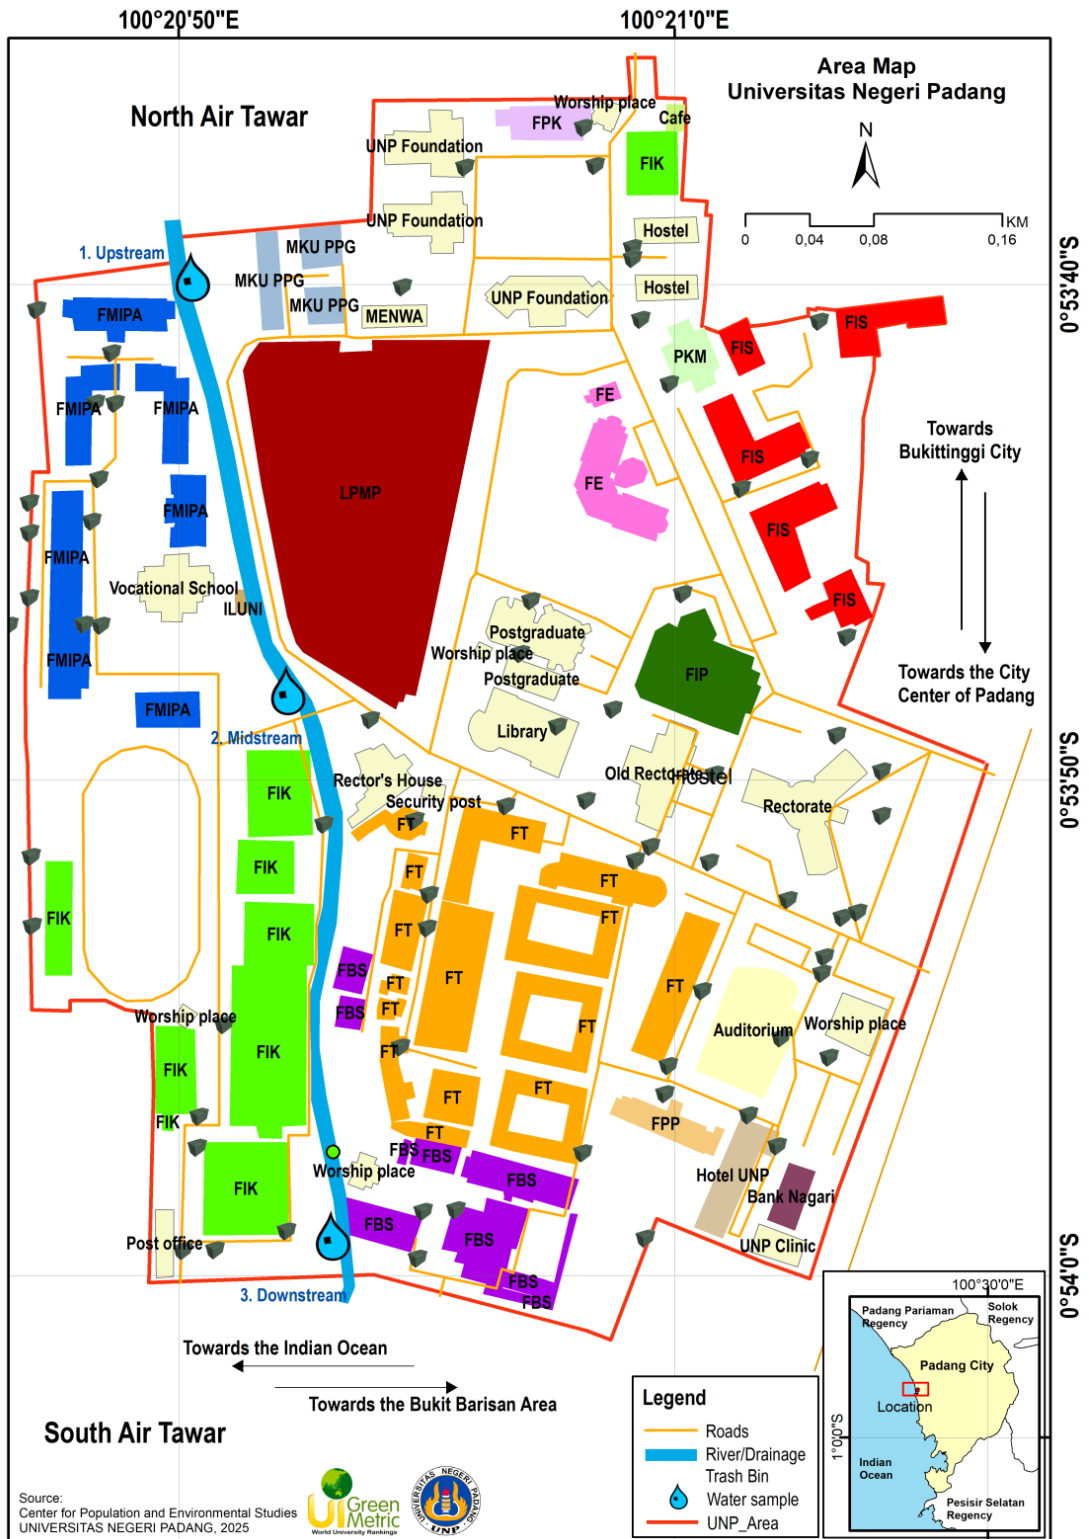 100°20'50"E
100°21'0"E
Area Map
Universitas Negeri Padang
North Air Tawar
N
KM
0
0,04
0,08
0,16
Worship place
FPK
Cafe
UNP Foundation
FIK
UNP Foundation
Hostel
1. Upstream
MKU PPG
MKU PPG
MKU PPG
Hostel
UNP Foundation
MENWA
0°53'40"S
FMIPA
FIS
FIS
PKM
FE
FMIPA
FMIPA
Towards
Bukittinggi City
FIS
FE
LPMP
FMIPA
FIS
FMIPA
Vocational School
ILUNI
FIS
Postgraduate
Worship place
FMIPA
Postgraduate
FIP
Towards the City
Center of Padang
FMIPA
Library
2. Midstream
Rector's House
Old Rectorate
Hostel
0°53'50"S
FIK
Security post
Rectorate
FT
FT
FIK
FT
FT
FIK
FT
FIK
FT
FBS
FT
FT
FT
FBS
FT
Worship place
FT
Auditorium
Worship place
FIK
FT
FIK
FT
FT
FIK
FPP
FT
FBS
FBS
Worship place
FBS
Hotel UNP
FIK
Bank Nagari
FBS
FBS
Post office
UNP Clinic
FBS
0°54'0"S
3. Downstream
FBS
Towards the Indian Ocean
Towards the Bukit Barisan Area
South Air Tawar
Source:
Center for Population and Environmental Studies
UNIVERSITAS NEGERI PADANG, 2025
UI Green
Metric
World University Rankings
UNIVERSITAS NEGERI PADANG
UNP
Legend
Roads
River/Drainage
Trash Bin
Water sample
UNP_Area
100°30'0"E
Padang Pariaman
Regency
Solok
Regency
Padang City
Location
1°0'0"S
Indian
Ocean
Pesisir Selatan
Regency